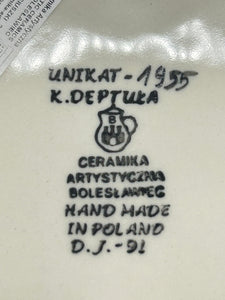 UNIKAT-1955
K. DEPTUŁA
B
CERAMIKA
ARTYSTYCZNA
BOLESŁAWIEC
HAND MADE
IN POLAND
D.J.-91